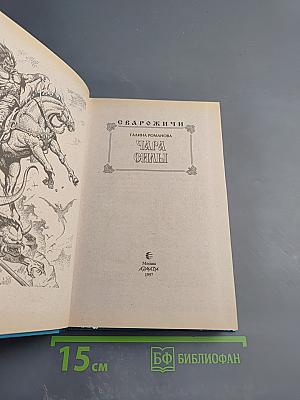 СВАРОЖИЧИ
ГАЛИНА РОМАНОВА
ЧАРА
СИЛЫ
Москва
АРМАДА
1997
15 см
БФ БИБЛИОФАН